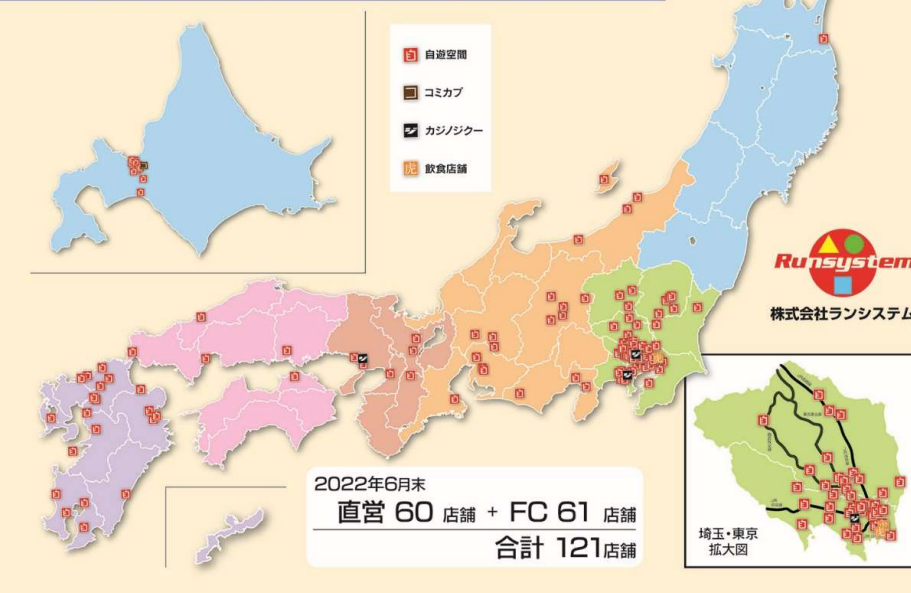 自遊空間
コミカプ
カジノジクー
虎 飲食店舗
Runsystem
株式会社ランシステム
2022年6月末
直営 60 店舗 + FC 61 店舗
合計 121店舗
埼玉・東京
拡大図